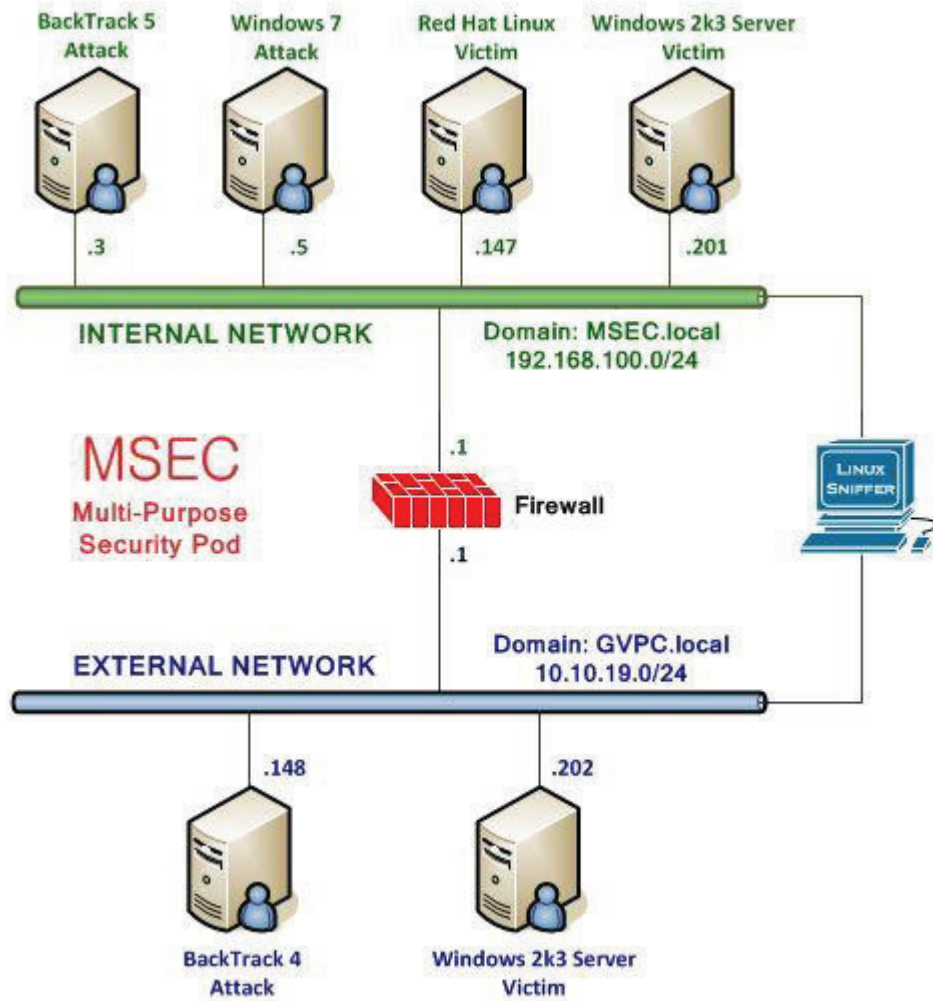 BackTrack 5
Attack
Windows 7
Attack
Red Hat Linux
Victim
Windows 2k3 Server
Victim
.3
.5
.147
.201
INTERNAL NETWORK
Domain: MSEC.local
192.168.100.0/24
MSEC
Multi-Purpose
Security Pod
.1
Firewall
.1
LINUX
SNIFFER
EXTERNAL NETWORK
Domain: GVPC.local
10.10.19.0/24
.148
.202
BackTrack 4
Attack
Windows 2k3 Server
Victim